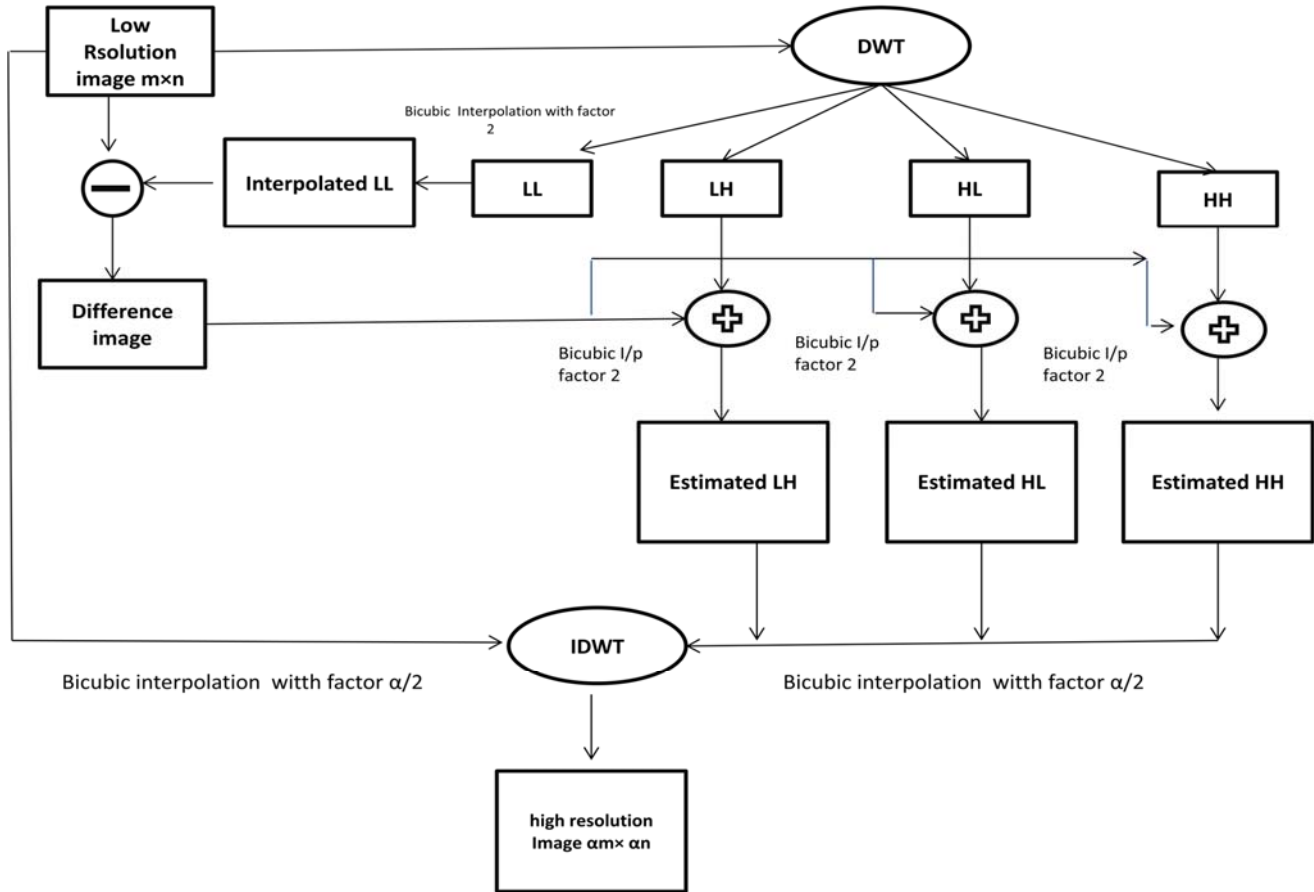 Low
Rsolution
image m×n
DWT
Bicubic Interpolation with factor
2
Interpolated LL
LL
LH
HL
HH
Difference
image
Bicubic I/p
factor 2
Bicubic I/p
factor 2
Bicubic I/p
factor 2
Estimated LH
Estimated HL
Estimated HH
IDWT
Bicubic interpolation witth factor α/2
Bicubic interpolation witth factor α/2
high resolution
Image αm× αn